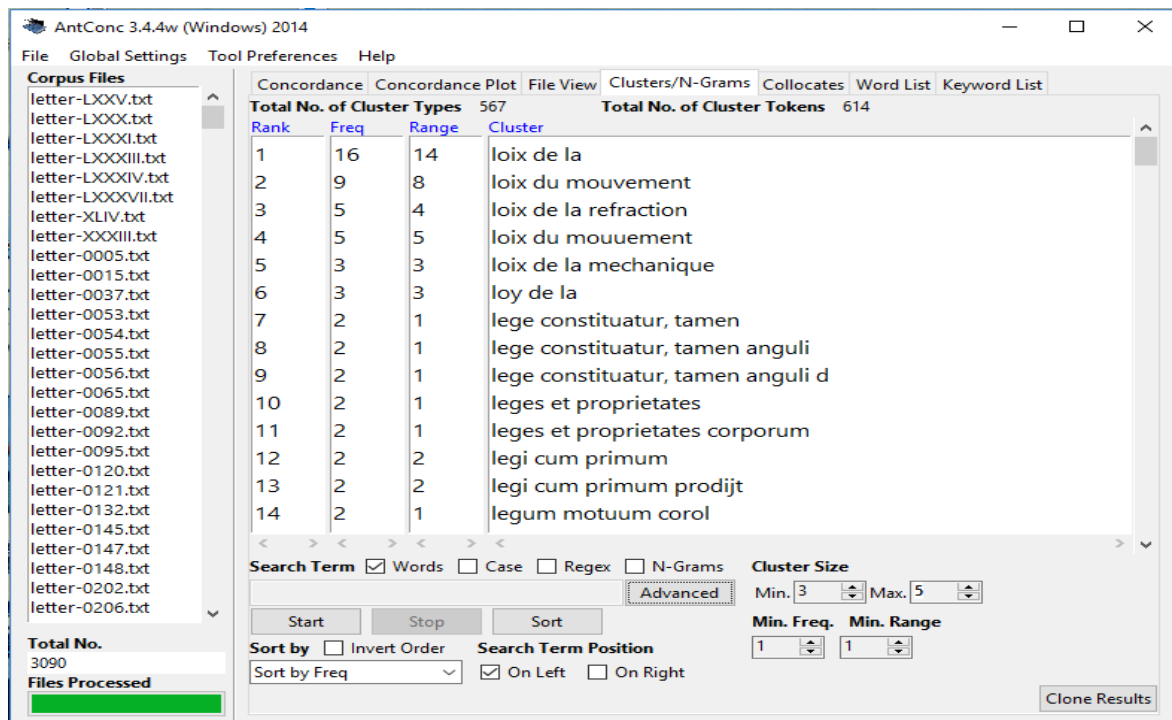 AntConc 3.4.4w (Windows) 2014
File Global Settings Tool Preferences Help
Corpus Files
letter-LXXV.txt
letter-LXXX.txt
letter-LXXXI.txt
letter-LXXXIII.txt
letter-LXXXIV.txt
letter-LXXXVII.txt
letter-XLIV.txt
letter-XXXIII.txt
letter-0005.txt
letter-0015.txt
letter-0037.txt
letter-0053.txt
letter-0054.txt
letter-0055.txt
letter-0056.txt
letter-0065.txt
letter-0089.txt
letter-0092.txt
letter-0095.txt
letter-0120.txt
letter-0121.txt
letter-0132.txt
letter-0145.txt
letter-0147.txt
letter-0148.txt
letter-0202.txt
letter-0206.txt
Total No.
3090
Files Processed
Concordance Concordance Plot File View Clusters/N-Grams Collocates Word List Keyword List
Total No. of Cluster Types 567 Total No. of Cluster Tokens 614
Rank Freq Range Cluster
1 16 14 loix de la
2 9 8 loix du mouvement
3 5 4 loix de la refraction
4 5 5 loix du mouuement
5 3 3 loix de la mechanique
6 3 3 loy de la
7 2 1 lege constituatur, tamen
8 2 1 lege constituatur, tamen anguli
9 2 1 lege constituatur, tamen anguli d
10 2 1 leges et proprietates
11 2 1 leges et proprietates corporum
12 2 2 legi cum primum
13 2 2 legi cum primum prodijt
14 2 1 legum motuum corol
Search Term Words Case Regex N-Grams Cluster Size
Advanced Min. 3 Max. 5
Start Stop Sort Min. Freq. Min. Range
Sort by Invert Order Search Term Position 1 1
Sort by Freq On Left On Right
Clone Results